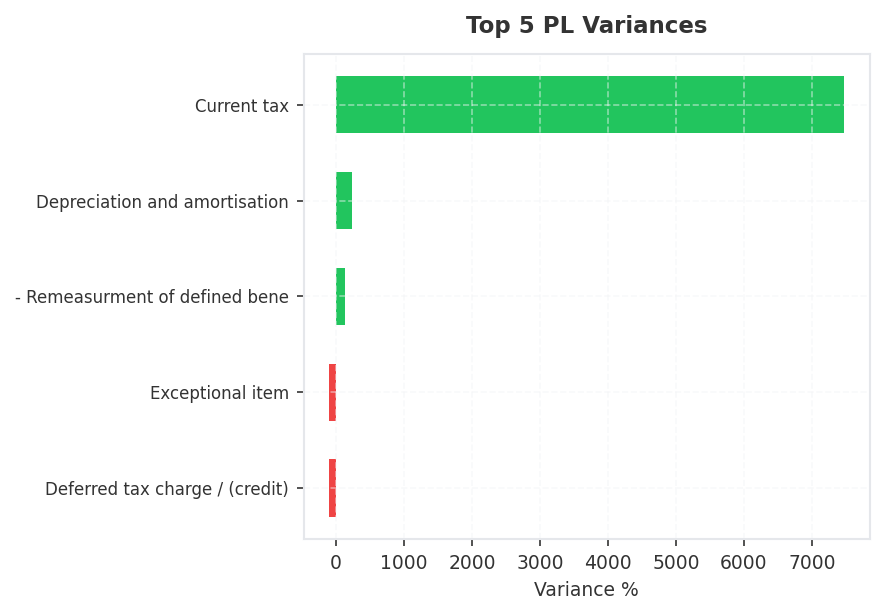 Top 5 PL Variances
Current tax
Depreciation and amortisation
- Remeasurment of defined bene
Exceptional item
Deferred tax charge / (credit)
0 1000 2000 3000 4000 5000 6000 7000
Variance %